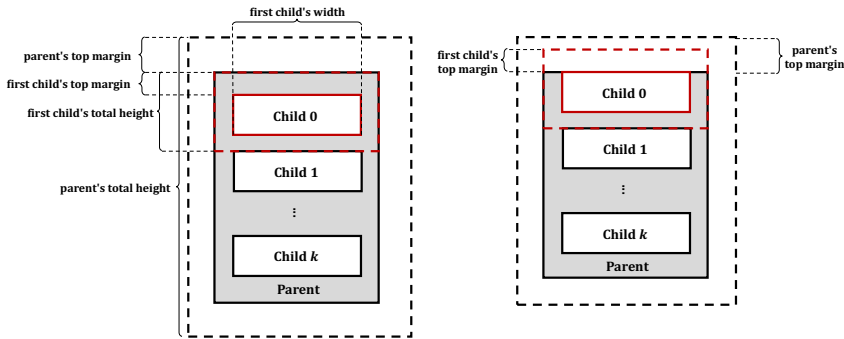 first child's width
parent's top margin
first child's top margin
first child's total height
parent's total height
Child 0
Child 1
...
Child k
Parent
first child's
top margin
parent's
top margin
Child 0
Child 1
...
Child k
Parent